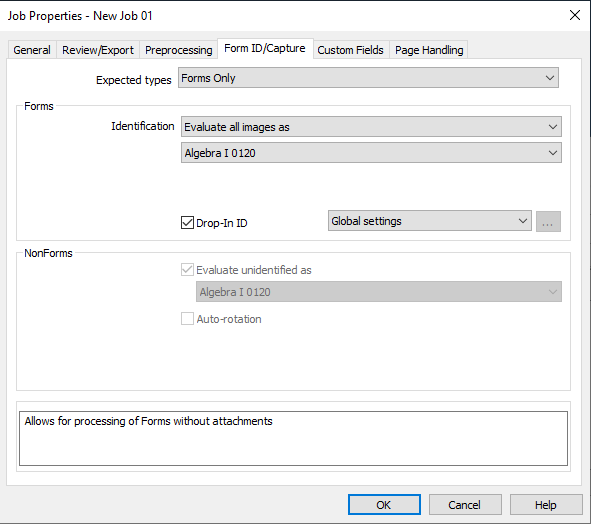 Job Properties - New Job 01
General Review/Export Preprocessing Form ID/Capture Custom Fields Page Handling
Expected types Forms Only
Forms
Identification Evaluate all images as
Algebra I 0120
Drop-In ID Global settings ...
NonForms
Evaluate unidentified as
Algebra I 0120
Auto-rotation
Allows for processing of Forms without attachments
OK Cancel Help